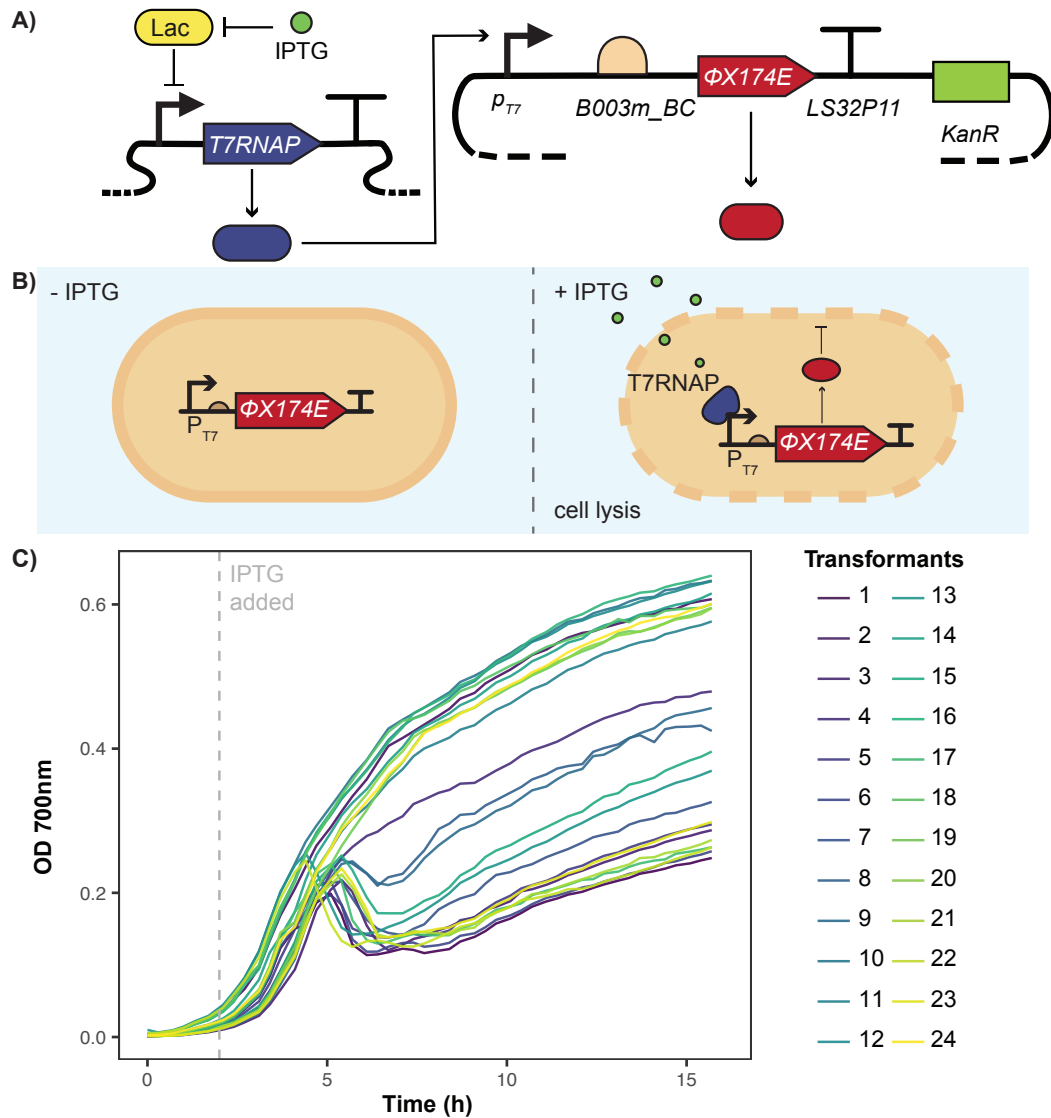 A)
Lac
IPTG
T7RNAP
pT7
B003m_BC
ΦX174E
LS32P11
KanR
B)
- IPTG
ΦX174E
PT7
+ IPTG
T7RNAP
ΦX174E
PT7
cell lysis
C)
IPTG
added
OD 700nm
0.6
0.4
0.2
0.0
0
5
10
15
Time (h)
Transformants
1
2
3
4
5
6
7
8
9
10
11
12
13
14
15
16
17
18
19
20
21
22
23
24